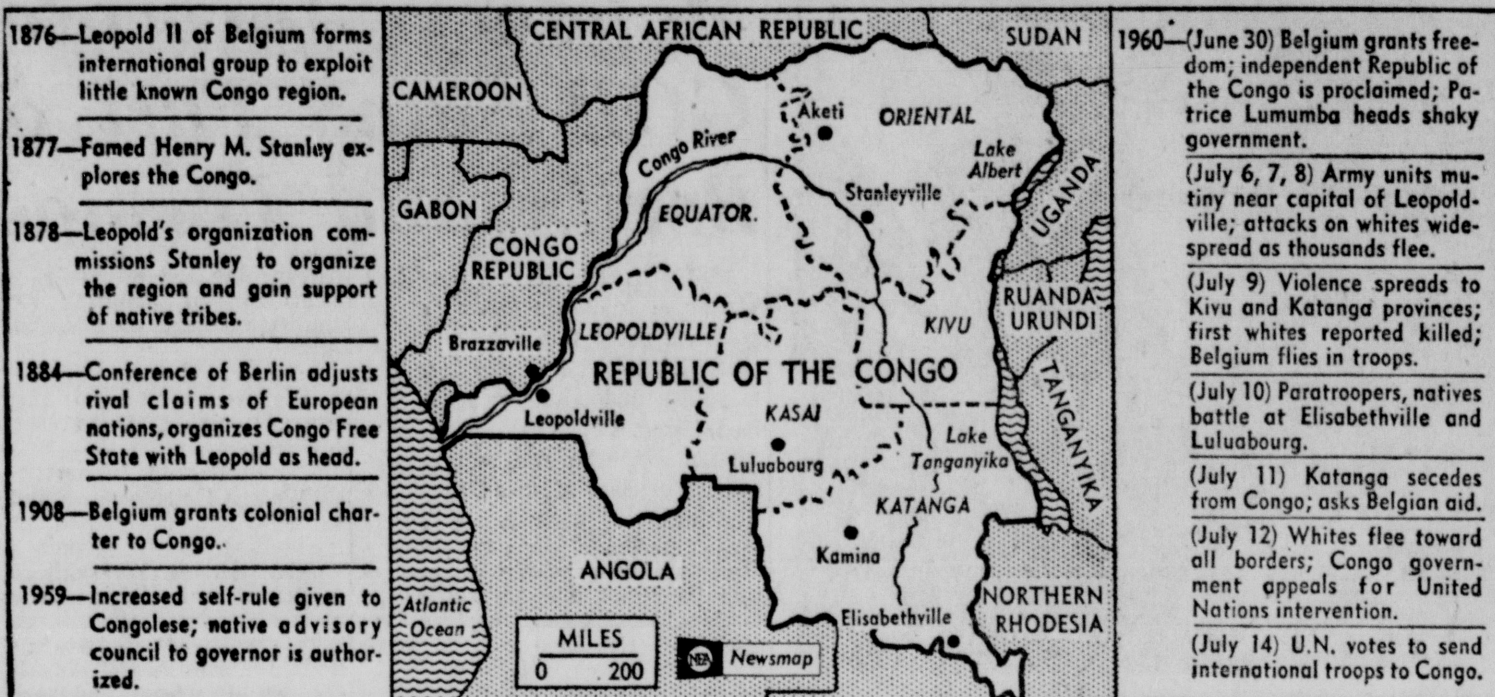 1876—Leopold II of Belgium forms
international group to exploit
little known Congo region.
1877—Famed Henry M. Stanley ex-
plores the Congo.
1878—Leopold's organization com-
missions Stanley to organize
the region and gain support
of native tribes.
1884—Conference of Berlin adjusts
rival claims of European
nations, organizes Congo Free
State with Leopold as head.
1908—Belgium grants colonial char-
ter to Congo.
1959—Increased self-rule given to
Congolese; native advisory
council to governor is author-
ized.
CENTRAL AFRICAN REPUBLIC
SUDAN
CAMEROON
Aketi
ORIENTAL
Congo River
Lake
Albert
UGANDA
Stanleyville
GABON
EQUATOR.
CONGO
REPUBLIC
RUANDA
URUNDI
LEOPOLDVILLE
KIVU
Brazzaville
REPUBLIC OF THE CONGO
TANGANYIKA
Leopoldville
KASAI
Lake
Tanganyika
Luluabourg
KATANGA
Kamina
ANGOLA
NORTHERN
RHODESIA
Elisabethville
Atlantic
Ocean
MILES
0 200
NEA Newsmap
1960—(June 30) Belgium grants free-
dom; independent Republic of
the Congo is proclaimed; Pa-
trice Lumumba heads shaky
government.
(July 6, 7, 8) Army units mu-
tiny near capital of Leopold-
ville; attacks on whites wide-
spread as thousands flee.
(July 9) Violence spreads to
Kivu and Katanga provinces;
first whites reported killed;
Belgium flies in troops.
(July 10) Paratroopers, natives
battle at Elisabethville and
Luluabourg.
(July 11) Katanga secedes
from Congo; asks Belgian aid.
(July 12) Whites flee toward
all borders; Congo govern-
ment appeals for United
Nations intervention.
(July 14) U.N. votes to send
international troops to Congo.